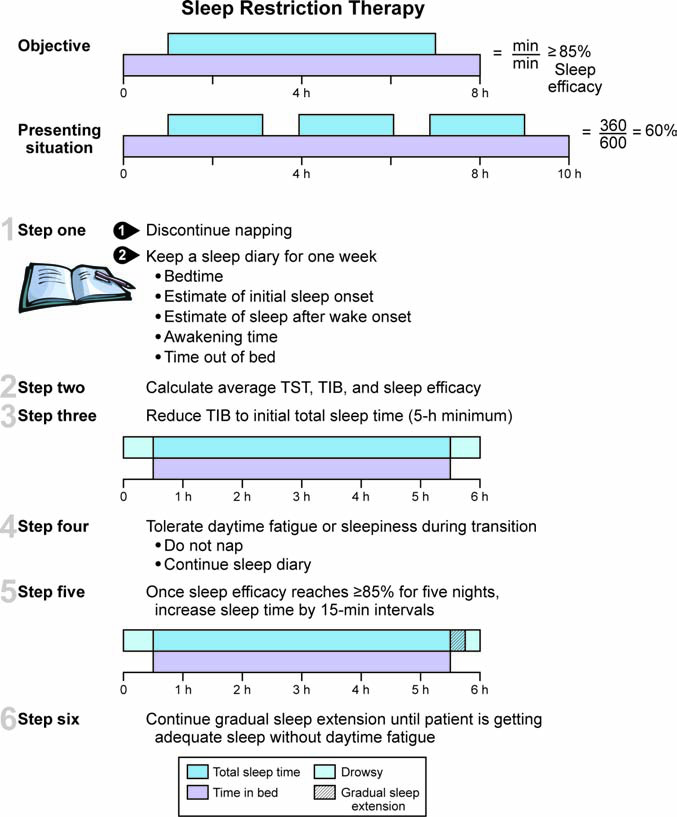 Sleep Restriction Therapy
Objective
0 4 h 8 h
= min/min ≥85%
Sleep
efficacy
Presenting
situation
0 4 h 8 h 10 h
= 360/600 = 60%
1 Step one
1 Discontinue napping
2 Keep a sleep diary for one week
• Bedtime
• Estimate of initial sleep onset
• Estimate of sleep after wake onset
• Awakening time
• Time out of bed
2 Step two Calculate average TST, TIB, and sleep efficacy
3 Step three Reduce TIB to initial total sleep time (5-h minimum)
0 1 h 2 h 3 h 4 h 5 h 6 h
4 Step four Tolerate daytime fatigue or sleepiness during transition
• Do not nap
• Continue sleep diary
5 Step five Once sleep efficacy reaches ≥85% for five nights,
increase sleep time by 15-min intervals
0 1 h 2 h 3 h 4 h 5 h 6 h
6 Step six Continue gradual sleep extension until patient is getting
adequate sleep without daytime fatigue
Total sleep time
Time in bed
Drowsy
Gradual sleep
extension